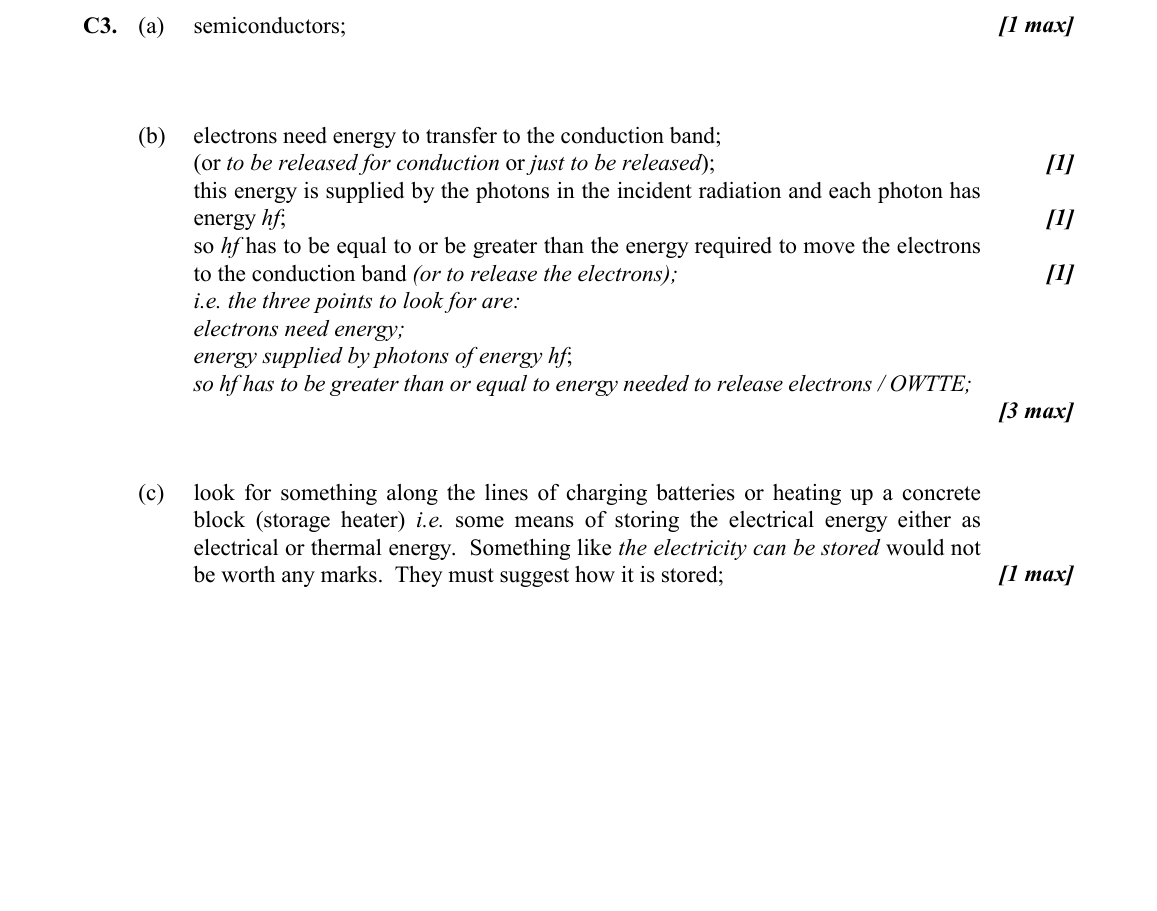 C3. (a) semiconductors; [1 max]
(b) electrons need energy to transfer to the conduction band;
(or to be released for conduction or just to be released); [1]
this energy is supplied by the photons in the incident radiation and each photon has
energy hf; [1]
so hf has to be equal to or be greater than the energy required to move the electrons
to the conduction band (or to release the electrons); [1]
i.e. the three points to look for are:
electrons need energy;
energy supplied by photons of energy hf;
so hf has to be greater than or equal to energy needed to release electrons / OWTTE;
[3 max]
(c) look for something along the lines of charging batteries or heating up a concrete
block (storage heater) i.e. some means of storing the electrical energy either as
electrical or thermal energy. Something like the electricity can be stored would not
be worth any marks. They must suggest how it is stored; [1 max]